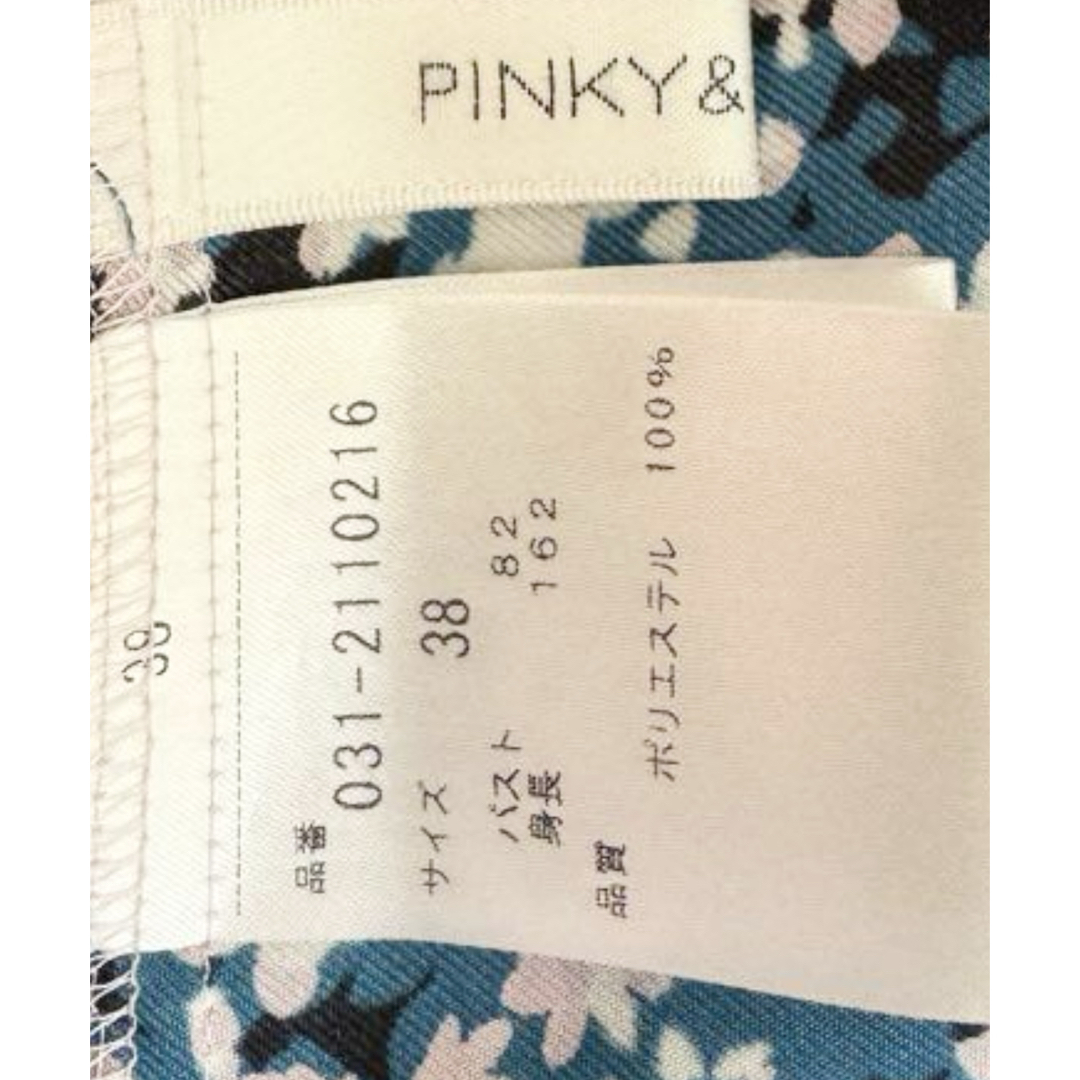 PINKY&
38
品番
031-2110216
サイズ 38
バスト 82
身長 162
品質
ポリエステル 100%